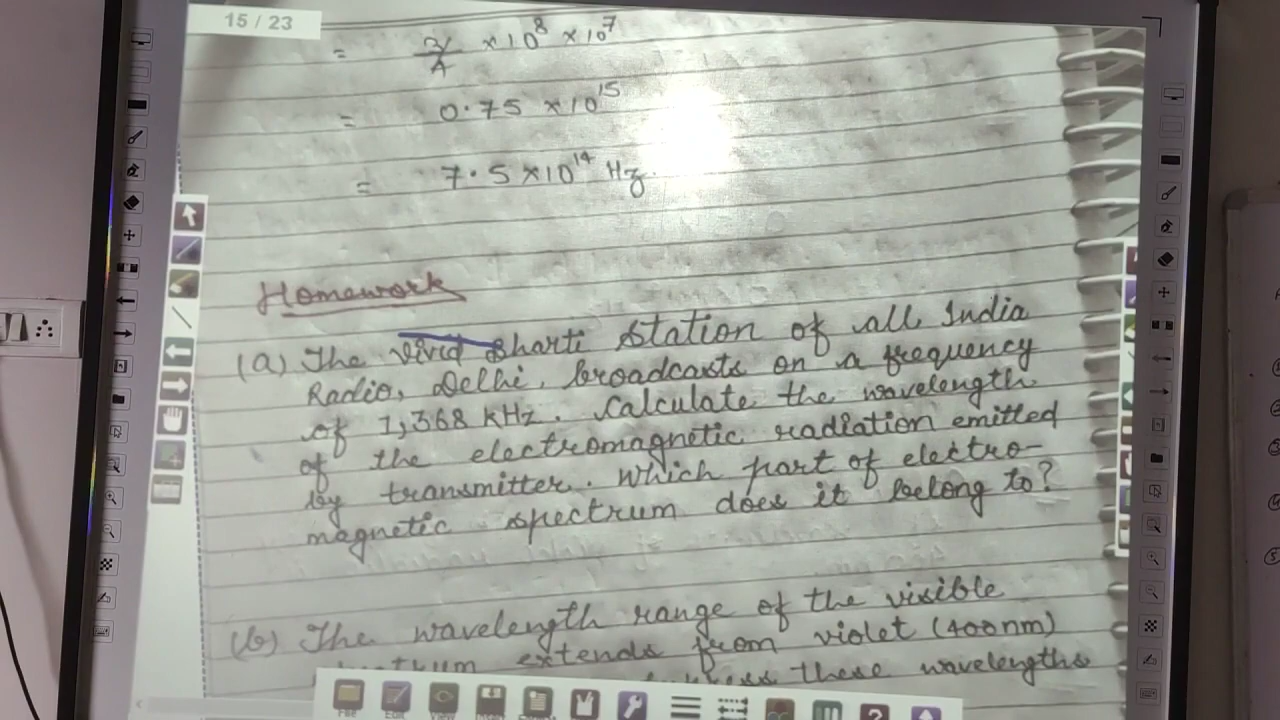 15 / 23
= 3/4 × 10⁸ × 10⁷
= 0.75 × 10¹⁵
= 7.5 × 10¹⁴ Hz.
Homework
(a) The Vivid Bharti Station of all India
Radio, Delhi, broadcasts on a frequency
of 1,368 kHz. Calculate the wavelength
of the electromagnetic radiation emitted
by transmitter. Which part of electro-
magnetic spectrum does it belong to?
(b) The wavelength range of the visible
extends from violet (400nm)
these wavelengths
File Edit View